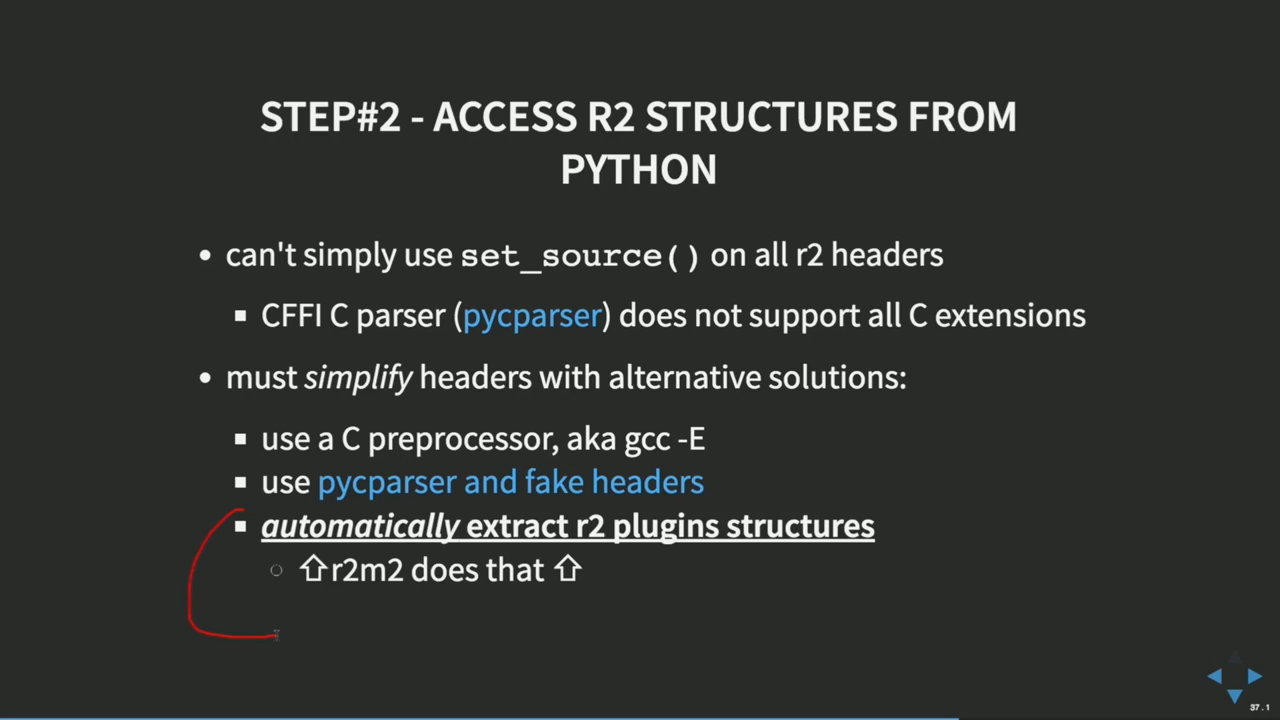 STEP#2 - ACCESS R2 STRUCTURES FROM
PYTHON
• can't simply use set_source() on all r2 headers
▪ CFFI C parser (pycparser) does not support all C extensions
• must simplify headers with alternative solutions:
▪ use a C preprocessor, aka gcc -E
▪ use pycparser and fake headers
▪ automatically extract r2 plugins structures
○ ⇧r2m2 does that ⇧
37.1